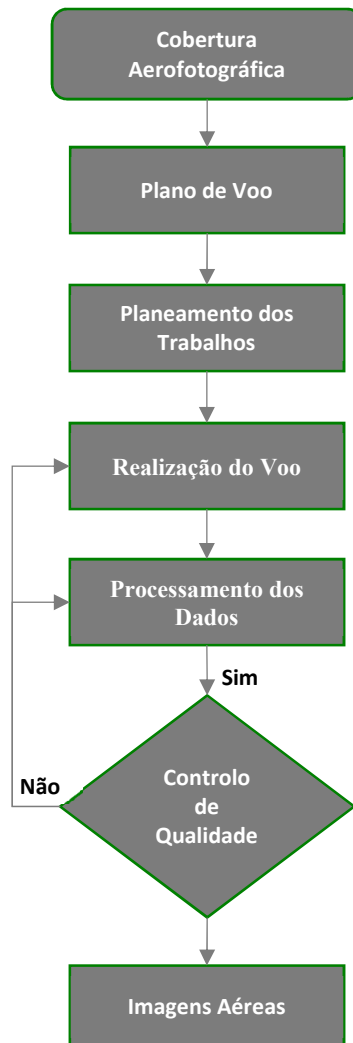 Cobertura
Aerofotográfica
Plano de Voo
Planeamento dos
Trabalhos
Realização do Voo
Processamento dos
Dados
Sim
Não
Controlo
de
Qualidade
Imagens Aéreas